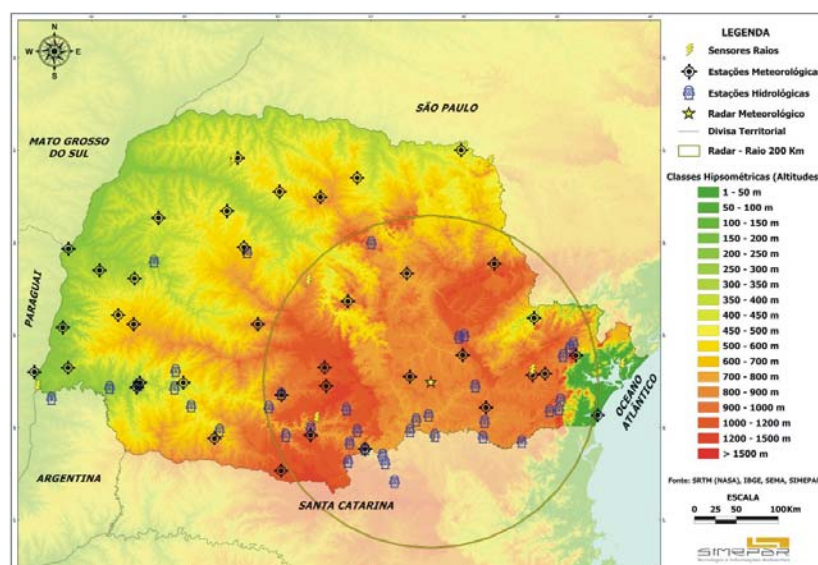 N
W
E
S
SÃO PAULO
MATO GROSSO
DO SUL
PARAGUAI
ARGENTINA
SANTA CATARINA
OCEANO
ATLÂNTICO
LEGENDA
Sensores Raios
Estações Meteorológicas
Estações Hidrológicas
Radar Meteorológico
Divisa Territorial
Radar - Raio 200 Km
Classes Hipsométricas (Altitudes)
1 - 50 m
50 - 100 m
100 - 150 m
150 - 200 m
200 - 250 m
250 - 300 m
300 - 350 m
350 - 400 m
400 - 450 m
450 - 500 m
500 - 600 m
600 - 700 m
700 - 800 m
800 - 900 m
900 - 1000 m
1000 - 1200 m
1200 - 1500 m
> 1500 m
Fonte: SRTM (NASA), IBGE, SEMA, SIMEPAR
ESCALA
0 25 50 100Km
SIMEPAR